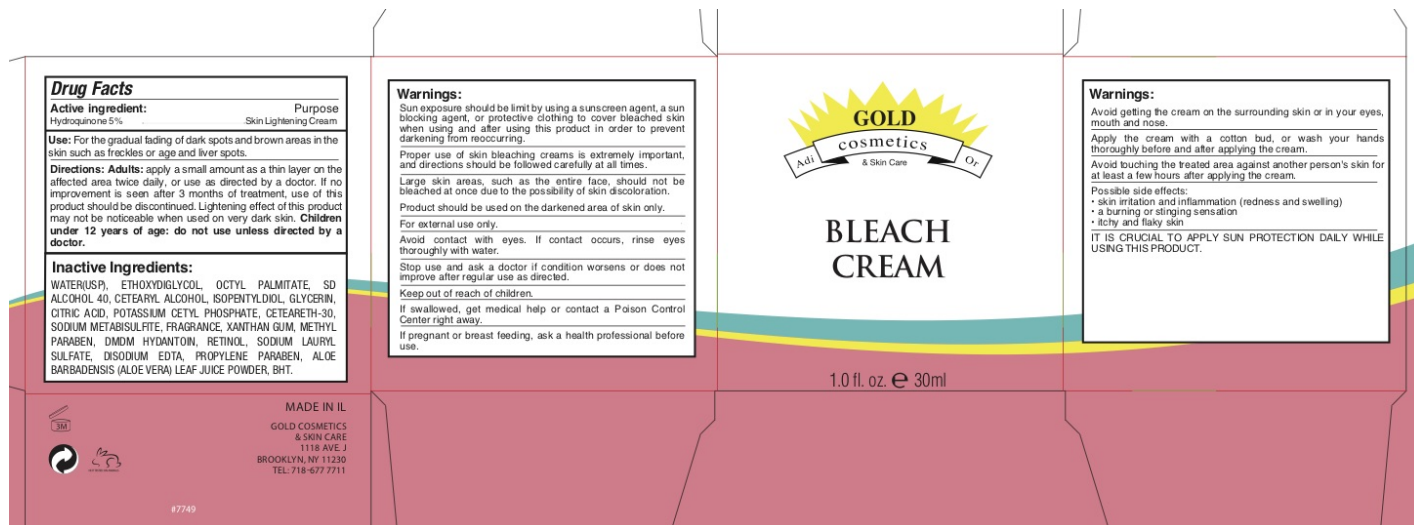 Drug Facts
Active ingredient: Purpose
Hydroquinone 5% Skin Lightening Cream
Use: For the gradual fading of dark spots and brown areas in the
skin such as freckles or age and liver spots.
Directions: Adults: apply a small amount as a thin layer on the
affected area twice daily, or use as directed by a doctor. If no
improvement is seen after 3 months of treatment, use of this
product should be discontinued. Lightening effect of this product
may not be noticeable when used on very dark skin. Children
under 12 years of age: do not use unless directed by a
doctor.
Inactive Ingredients:
WATER(USP), ETHOXYDIGLYCOL, OCTYL PALMITATE, SD
ALCOHOL 40, CETEARYL ALCOHOL, ISOPENTYLDIOL, GLYCERIN,
CITRIC ACID, POTASSIUM CETYL PHOSPHATE, CETEARETH-30,
SODIUM METABISULFITE, FRAGRANCE, XANTHAN GUM, METHYL
PARABEN, DMDM HYDANTOIN, RETINOL, SODIUM LAURYL
SULFATE, DISODIUM EDTA, PROPYLENE PARABEN, ALOE
BARBADENSIS (ALOE VERA) LEAF JUICE POWDER, BHT.
3M
MADE IN IL
GOLD COSMETICS
& SKIN CARE
1118 AVE. J
BROOKLYN, NY 11230
TEL: 718-677 7711
#7749
Warnings:
Sun exposure should be limit by using a sunscreen agent, a sun
blocking agent, or protective clothing to cover bleached skin
when using and after using this product in order to prevent
darkening from reoccurring.
Proper use of skin bleaching creams is extremely important,
and directions should be followed carefully at all times.
Large skin areas, such as the entire face, should not be
bleached at once due to the possibility of skin discoloration.
Product should be used on the darkened area of skin only.
For external use only.
Avoid contact with eyes. If contact occurs, rinse eyes
thoroughly with water.
Stop use and ask a doctor if condition worsens or does not
improve after regular use as directed.
Keep out of reach of children.
If swallowed, get medical help or contact a Poison Control
Center right away.
If pregnant or breast feeding, ask a health professional before
use.
GOLD
Adi cosmetics Or
& Skin Care
BLEACH
CREAM
1.0 fl. oz. ℮ 30ml
Warnings:
Avoid getting the cream on the surrounding skin or in your eyes,
mouth and nose.
Apply the cream with a cotton bud, or wash your hands
thoroughly before and after applying the cream.
Avoid touching the treated area against another person's skin for
at least a few hours after applying the cream.
Possible side effects:
• skin irritation and inflammation (redness and swelling)
• a burning or stinging sensation
• itchy and flaky skin
IT IS CRUCIAL TO APPLY SUN PROTECTION DAILY WHILE
USING THIS PRODUCT.